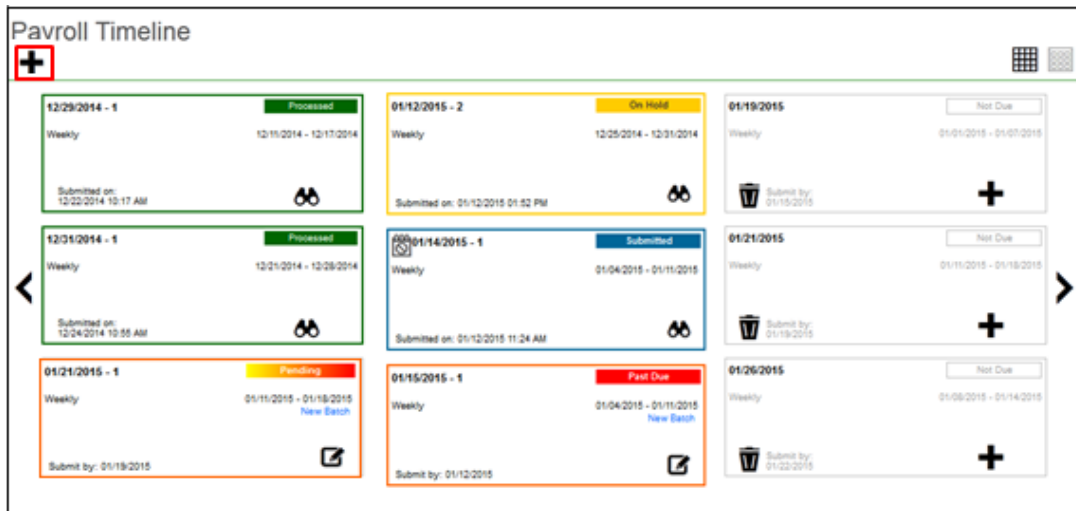 Payroll Timeline
12/29/2014 - 1 Processed
Weekly 12/11/2014 - 12/17/2014
Submitted on:
12/22/2014 10:17 AM
12/31/2014 - 1 Processed
Weekly 12/21/2014 - 12/28/2014
Submitted on:
12/24/2014 10:55 AM
01/21/2015 - 1 Pending
Weekly 01/11/2015 - 01/18/2015
New Batch
Submit by: 01/19/2015
01/12/2015 - 2 On Hold
Weekly 12/25/2014 - 12/31/2014
Submitted on: 01/12/2015 01:52 PM
01/14/2015 - 1 Submitted
Weekly 01/04/2015 - 01/11/2015
Submitted on: 01/12/2015 11:24 AM
01/15/2015 - 1 Past Due
Weekly 01/04/2015 - 01/11/2015
New Batch
Submit by: 01/12/2015
01/19/2015 Not Due
Weekly 01/01/2015 - 01/07/2015
Submit by:
01/15/2015
01/21/2015 Not Due
Weekly 01/11/2015 - 01/18/2015
Submit by:
01/19/2015
01/26/2015 Not Due
Weekly 01/08/2015 - 01/14/2015
Submit by:
01/22/2015